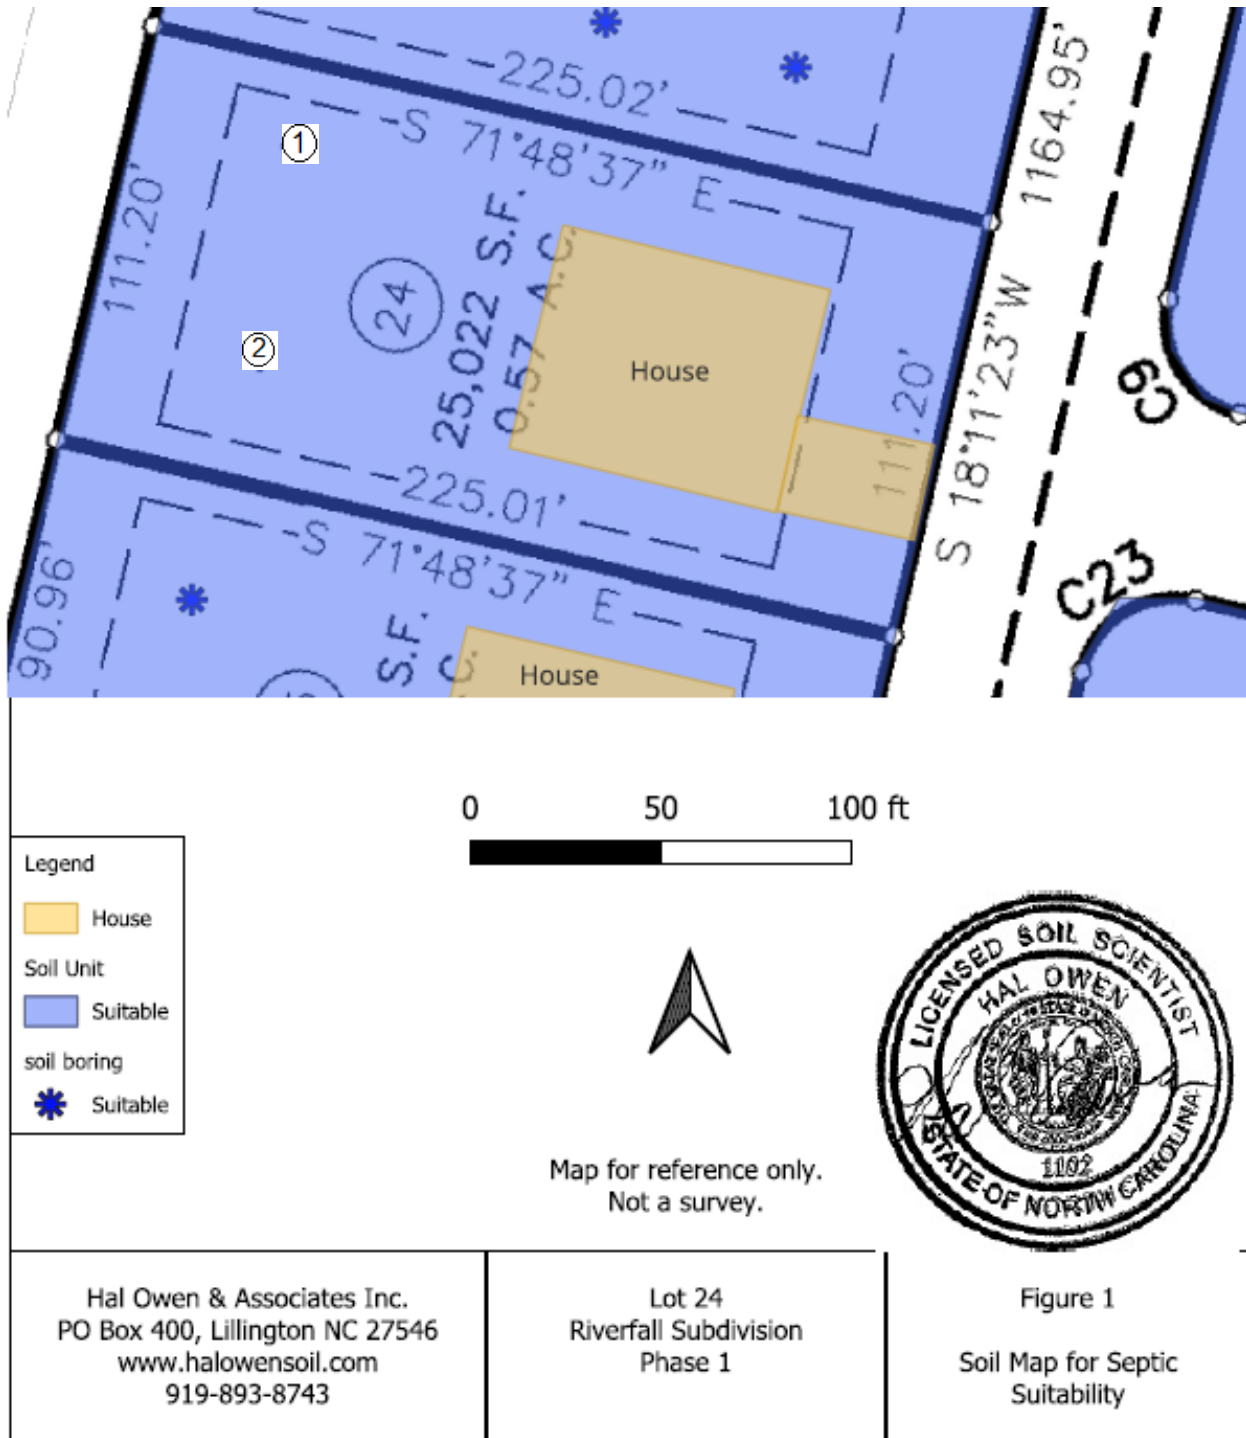 225.02'
S 71°48'37" E
1
111.20'
2
24
25,022 S.F.
0.57 A.C.
House
111.20'
S 18°11'23"W 1164.95'
C9
225.01'
S 71°48'37" E
C23
90.96'
S.F.
C.
House
0 50 100 ft
Legend
House
Soil Unit
Suitable
soil boring
Suitable
LICENSED SOIL SCIENTIST
HAL OWEN
1102
STATE OF NORTH CAROLINA
Map for reference only.
Not a survey.
Hal Owen & Associates Inc.
PO Box 400, Lillington NC 27546
www.halowensoil.com
919-893-8743
Lot 24
Riverfall Subdivision
Phase 1
Figure 1
Soil Map for Septic
Suitability